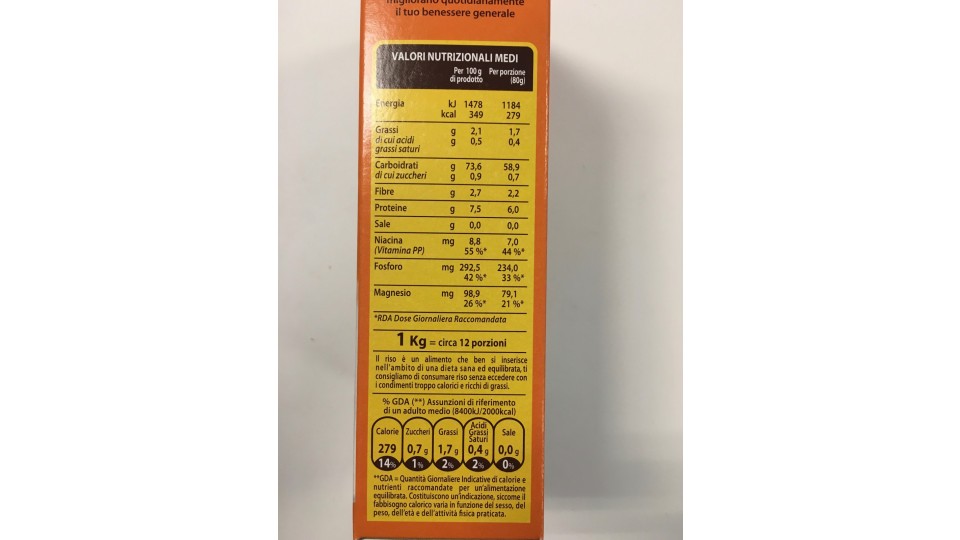 migliorano quotidianamente
il tuo benessere generale
VALORI NUTRIZIONALI MEDI
Per 100 g Per porzione
di prodotto (80g)
Energia kJ 1478 1184
kcal 349 279
Grassi g 2,1 1,7
di cui acidi g 0,5 0,4
grassi saturi
Carboidrati g 73,6 58,9
di cui zuccheri g 0,9 0,7
Fibre g 2,7 2,2
Proteine g 7,5 6,0
Sale g 0,0 0,0
Niacina mg 8,8 7,0
(Vitamina PP) 55 %* 44 %*
Fosforo mg 292,5 234,0
42 %* 33 %*
Magnesio mg 98,9 79,1
26 %* 21 %*
*RDA Dose Giornaliera Raccomandata
1 Kg = circa 12 porzioni
Il riso è un alimento che ben si inserisce
nell'ambito di una dieta sana ed equilibrata, ti
consigliamo di consumare riso senza eccedere con
i condimenti troppo calorici e ricchi di grassi.
% GDA (**) Assunzioni di riferimento
di un adulto medio (8400kJ/2000kcal)
Calorie Zuccheri Grassi Acidi Grassi Saturi Sale
279 0,7 g 1,7 g 0,4 g 0,0 g
14% 1% 2% 2% 0%
**GDA = Quantità Giornaliere Indicative di calorie e
nutrienti raccomandate per un'alimentazione
equilibrata. Costituiscono un'indicazione, siccome il
fabbisogno calorico varia in funzione del sesso, del
peso, dell'età e dell'attività fisica praticata.